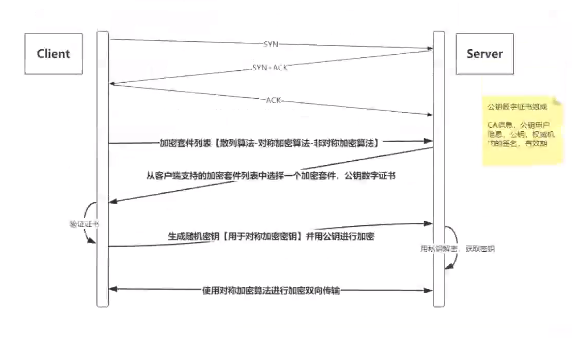 Client
Server
SYN
SYN+ACK
ACK
公钥数字证书组成
CA信息、公钥用户
信息、公钥、权威机
构的签名、有效期
加密套件列表【散列算法-对称加密算法-非对称加密算法】
从客户端支持的加密套件列表中选择一个加密套件、公钥数字证书
验证证书
生成随机密钥【用于对称加密密钥】并用公钥进行加密
用私钥解密，获取密钥
使用对称加密算法进行加密双向传输